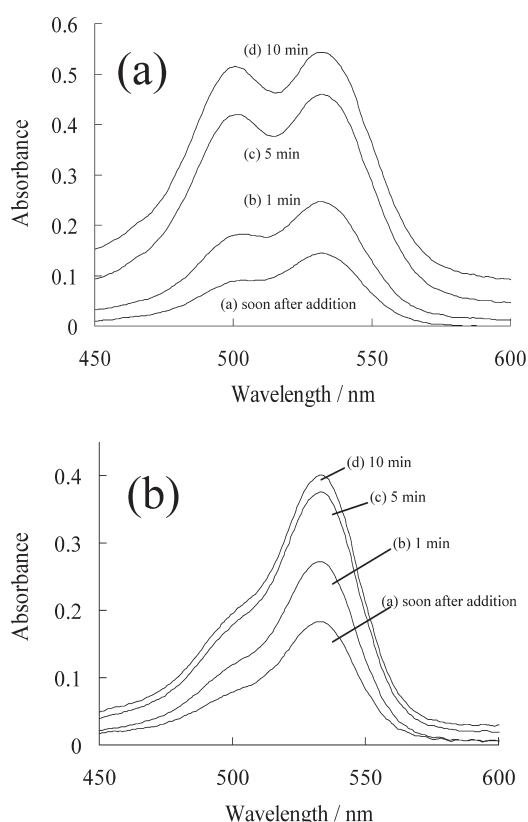 0.6
(a)
(d) 10 min
0.5
0.4
Absorbance
(c) 5 min
0.3
(b) 1 min
0.2
0.1
(a) soon after addition
0
450 500 550 600
Wavelength / nm
(b)
(d) 10 min
0.4
(c) 5 min
0.3
(b) 1 min
Absorbance
(a) soon after addition
0.2
0.1
0
450 500 550 600
Wavelength / nm